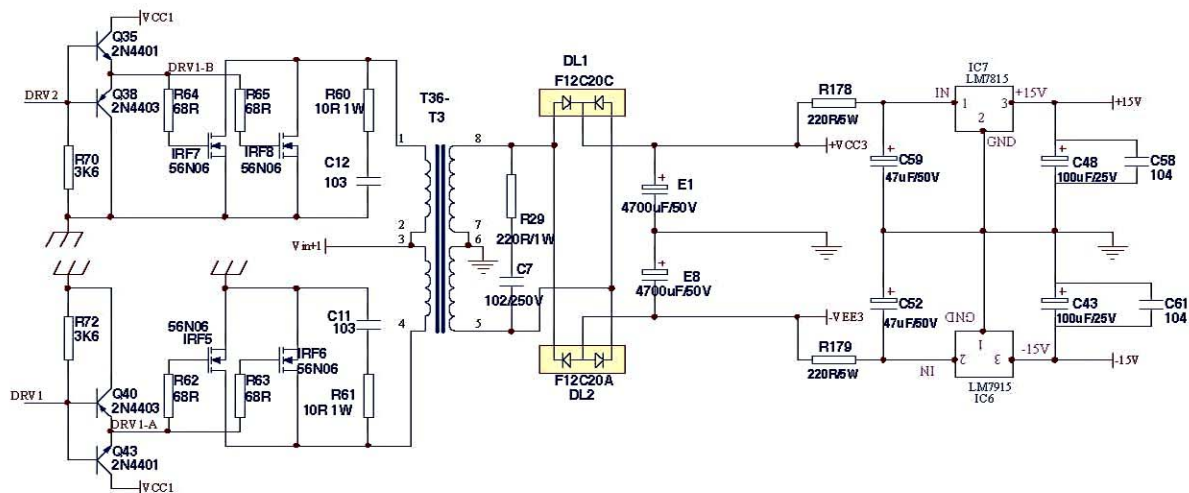 VCC1
Q35
2N4401
DRV1-B
DRV2
Q38
2N4403
R64
68R
R65
68R
R60
10R 1W
R70
3K6
IRF7
56N06
IRF8
56N06
C12
103
T36-
T3
1
2
3
4
8
7
6
5
Vin+1
R29
220R/1W
C7
102/250V
DL1
F12C20C
E1
4700uF/50V
E8
4700uF/50V
F12C20A
DL2
R178
220R/5W
+VCC3
-VEE3
R179
220R/5W
C59
47uF/50V
C52
47uF/50V
IC7
LM7815
IN
1
3
2
+15V
GND
+15V
C48
100uF/25V
C58
104
C43
100uF/25V
C61
104
GND
1
2
3
IN
-15V
-15V
LM7915
IC6
R72
3K6
56N06
IRF5
C11
103
IRF6
56N06
R62
68R
R63
68R
R61
10R 1W
DRV1
Q40
2N4403
DRV1-A
Q43
2N4401
VCC1